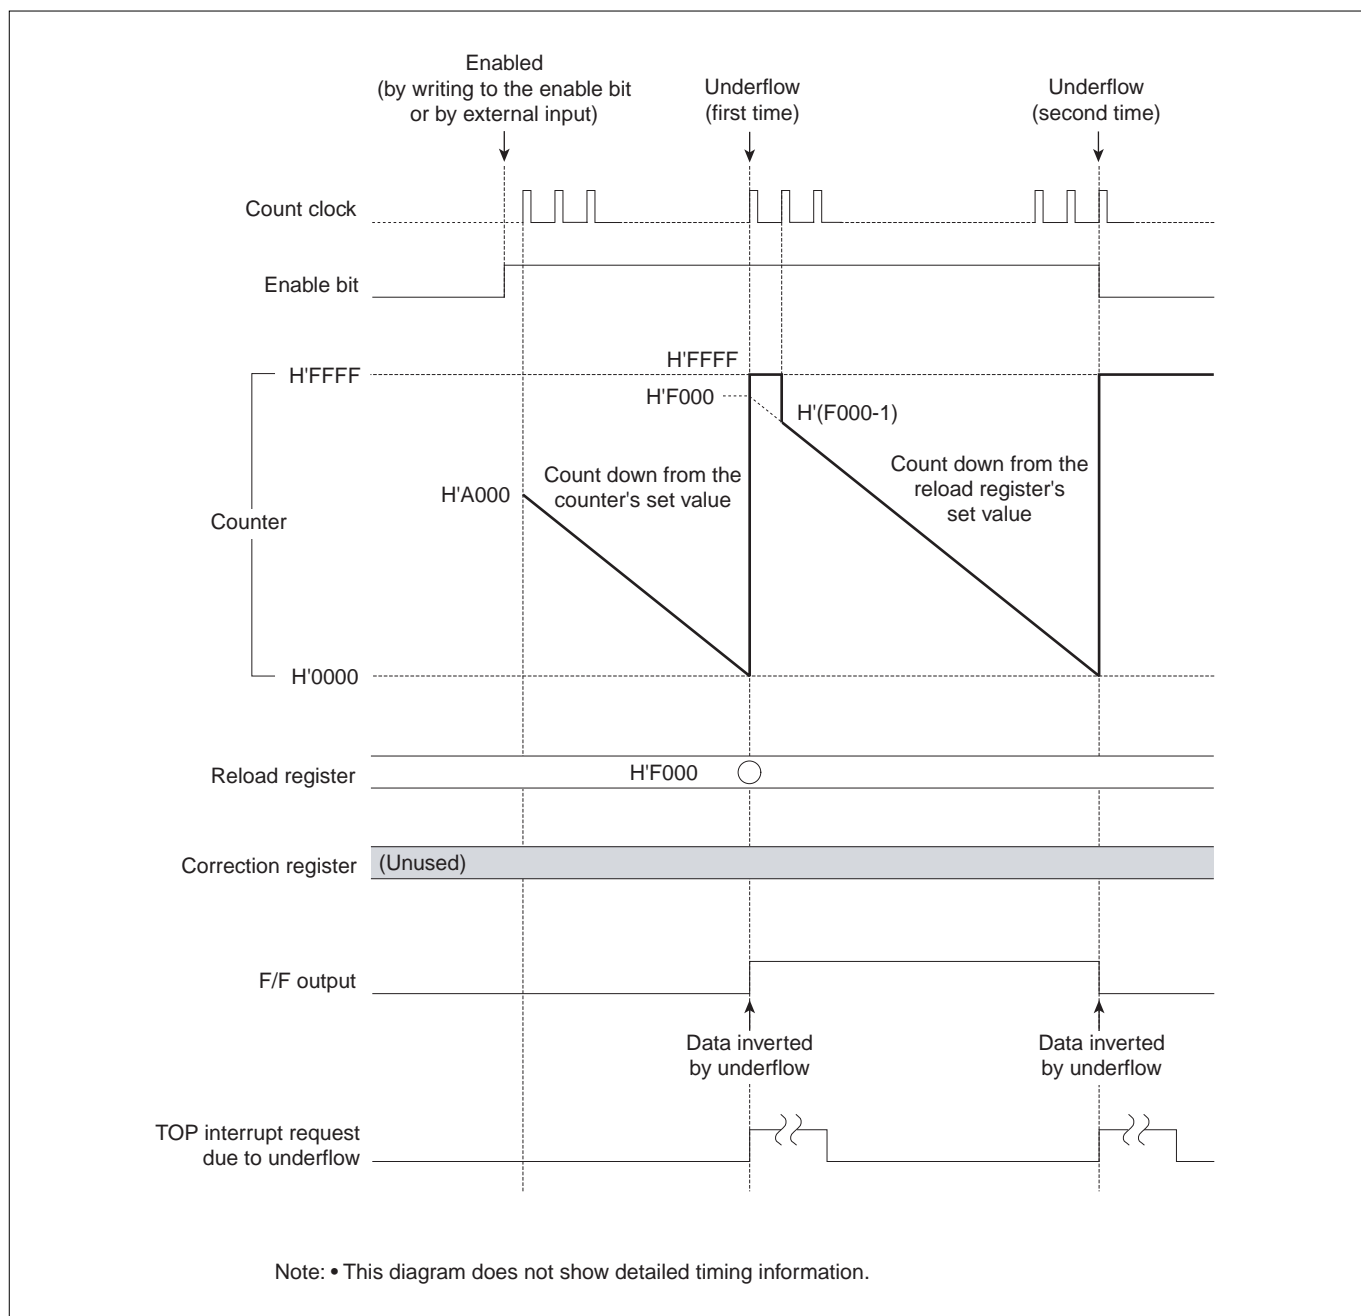 Enabled
(by writing to the enable bit
or by external input)
Underflow
(first time)
Underflow
(second time)
Count clock
Enable bit
H'FFFF
H'FFFF
H'F000
H'(F000-1)
Count down from the
counter's set value
Count down from the
reload register's
set value
H'A000
Counter
H'0000
Reload register
H'F000
Correction register
(Unused)
F/F output
Data inverted
by underflow
Data inverted
by underflow
TOP interrupt request
due to underflow
Note: • This diagram does not show detailed timing information.